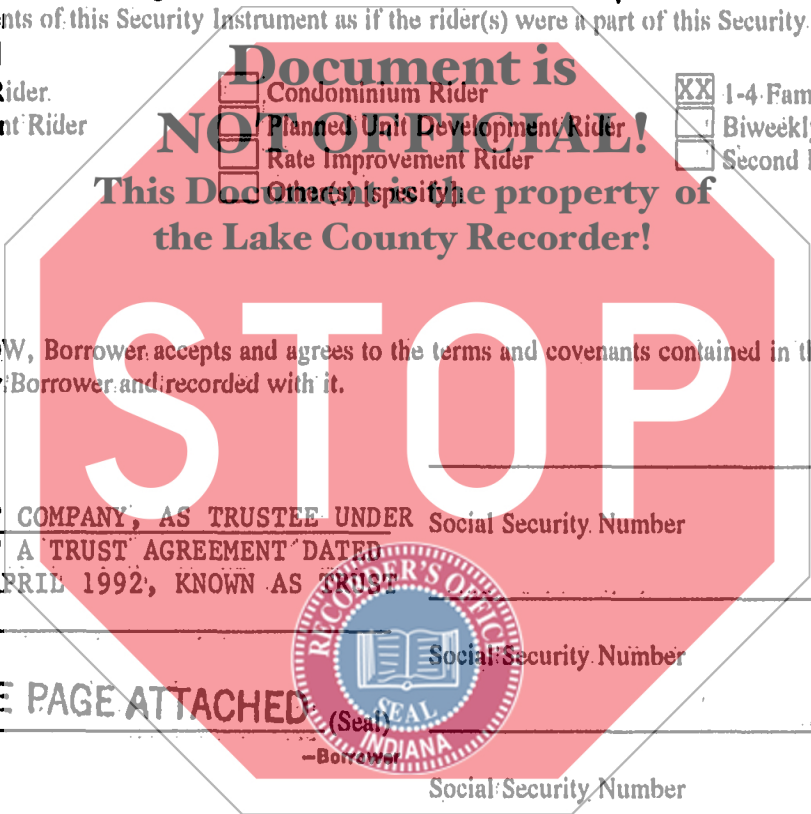 nts of this Security Instrument as if the rider(s) were a part of this Security
Document is
Rider
Condominium Rider
XX 1-4 Fam
NOT OFFICIAL!
nt Rider
Planned Unit Development Rider
Biweekly
Rate Improvement Rider
Second
This Document is the property of
Other(s) [specify]
the Lake County Recorder!
STOP
W, Borrower accepts and agrees to the terms and covenants contained in th
Borrower and recorded with it.
COMPANY, AS TRUSTEE UNDER
Social Security Number
A TRUST AGREEMENT DATED
PRIL 1992, KNOWN AS TRUST
RECORDER'S OFFICE
Social Security Number
SEAL
INDIANA
E PAGE ATTACHED
(Seal)
—Borrower
Social Security Number